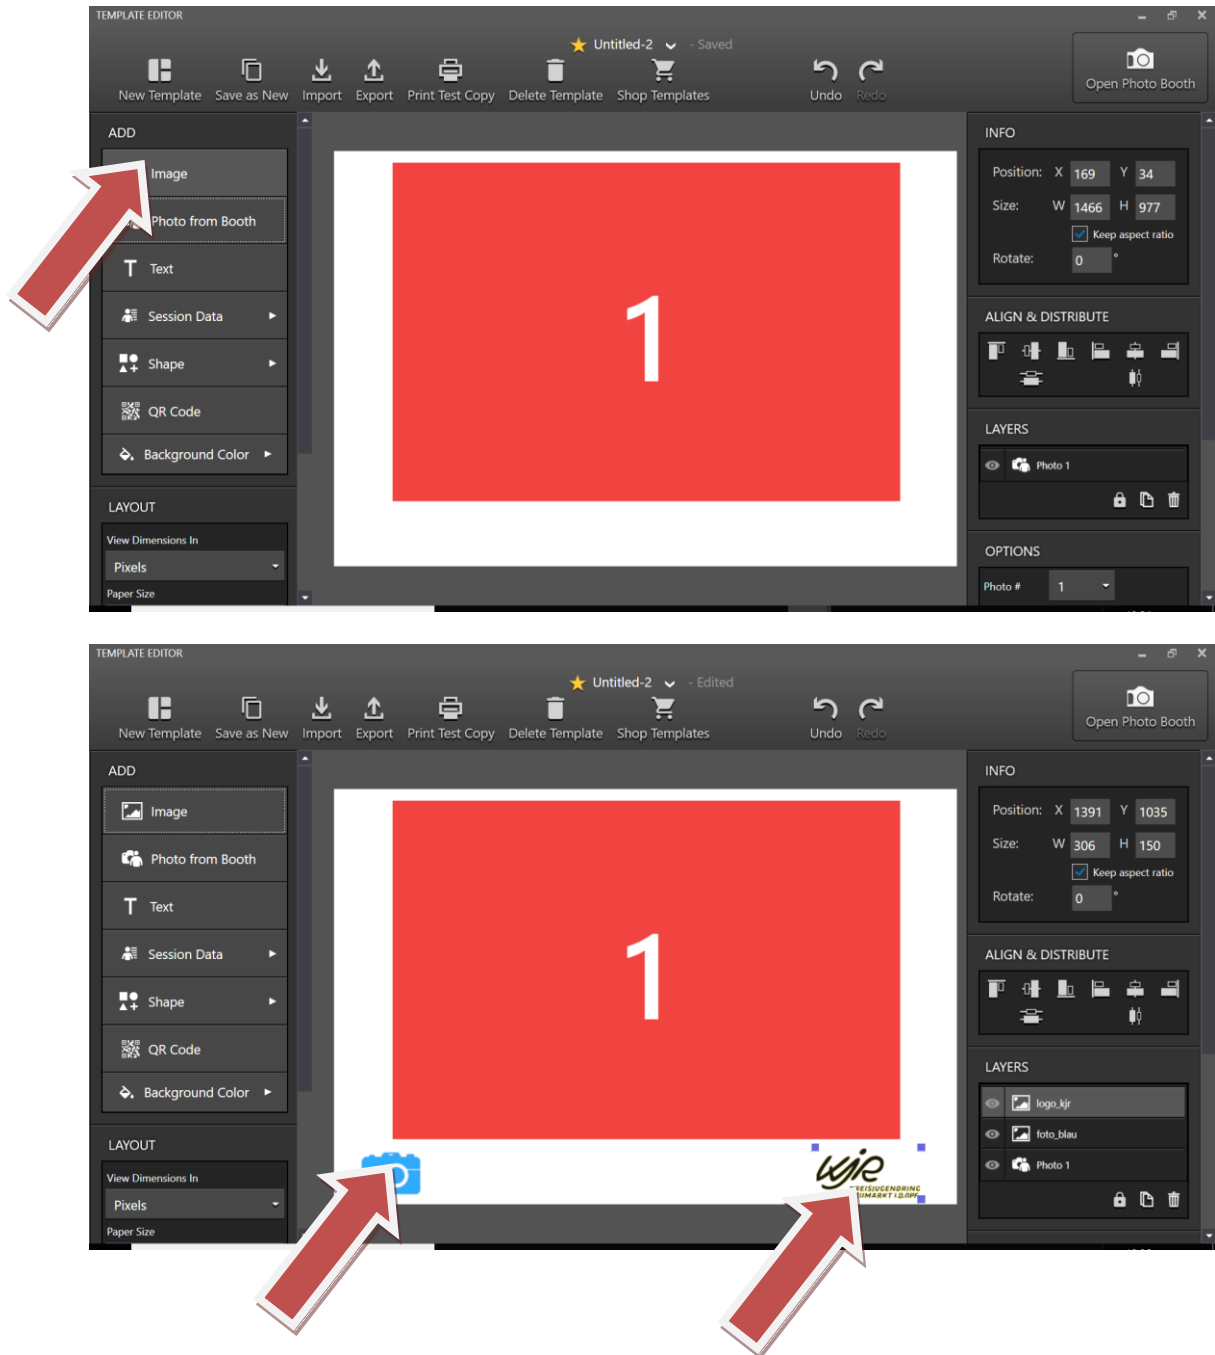 TEMPLATE EDITOR
Untitled-2 - Saved
New Template Save as New Import Export Print Test Copy Delete Template Shop Templates Undo Redo Open Photo Booth
ADD
Image
Photo from Booth
T Text
Session Data
Shape
QR Code
Background Color
LAYOUT
View Dimensions In
Pixels
Paper Size
1
INFO
Position: X 169 Y 34
Size: W 1466 H 977
Keep aspect ratio
Rotate: 0 °
ALIGN & DISTRIBUTE
LAYERS
Photo 1
OPTIONS
Photo # 1
TEMPLATE EDITOR
Untitled-2 - Edited
New Template Save as New Import Export Print Test Copy Delete Template Shop Templates Undo Redo Open Photo Booth
ADD
Image
Photo from Booth
T Text
Session Data
Shape
QR Code
Background Color
LAYOUT
View Dimensions In
Pixels
Paper Size
1
KJR
INFO
Position: X 1391 Y 1035
Size: W 306 H 150
Keep aspect ratio
Rotate: 0 °
ALIGN & DISTRIBUTE
LAYERS
logo_kjr
foto_blau
Photo 1